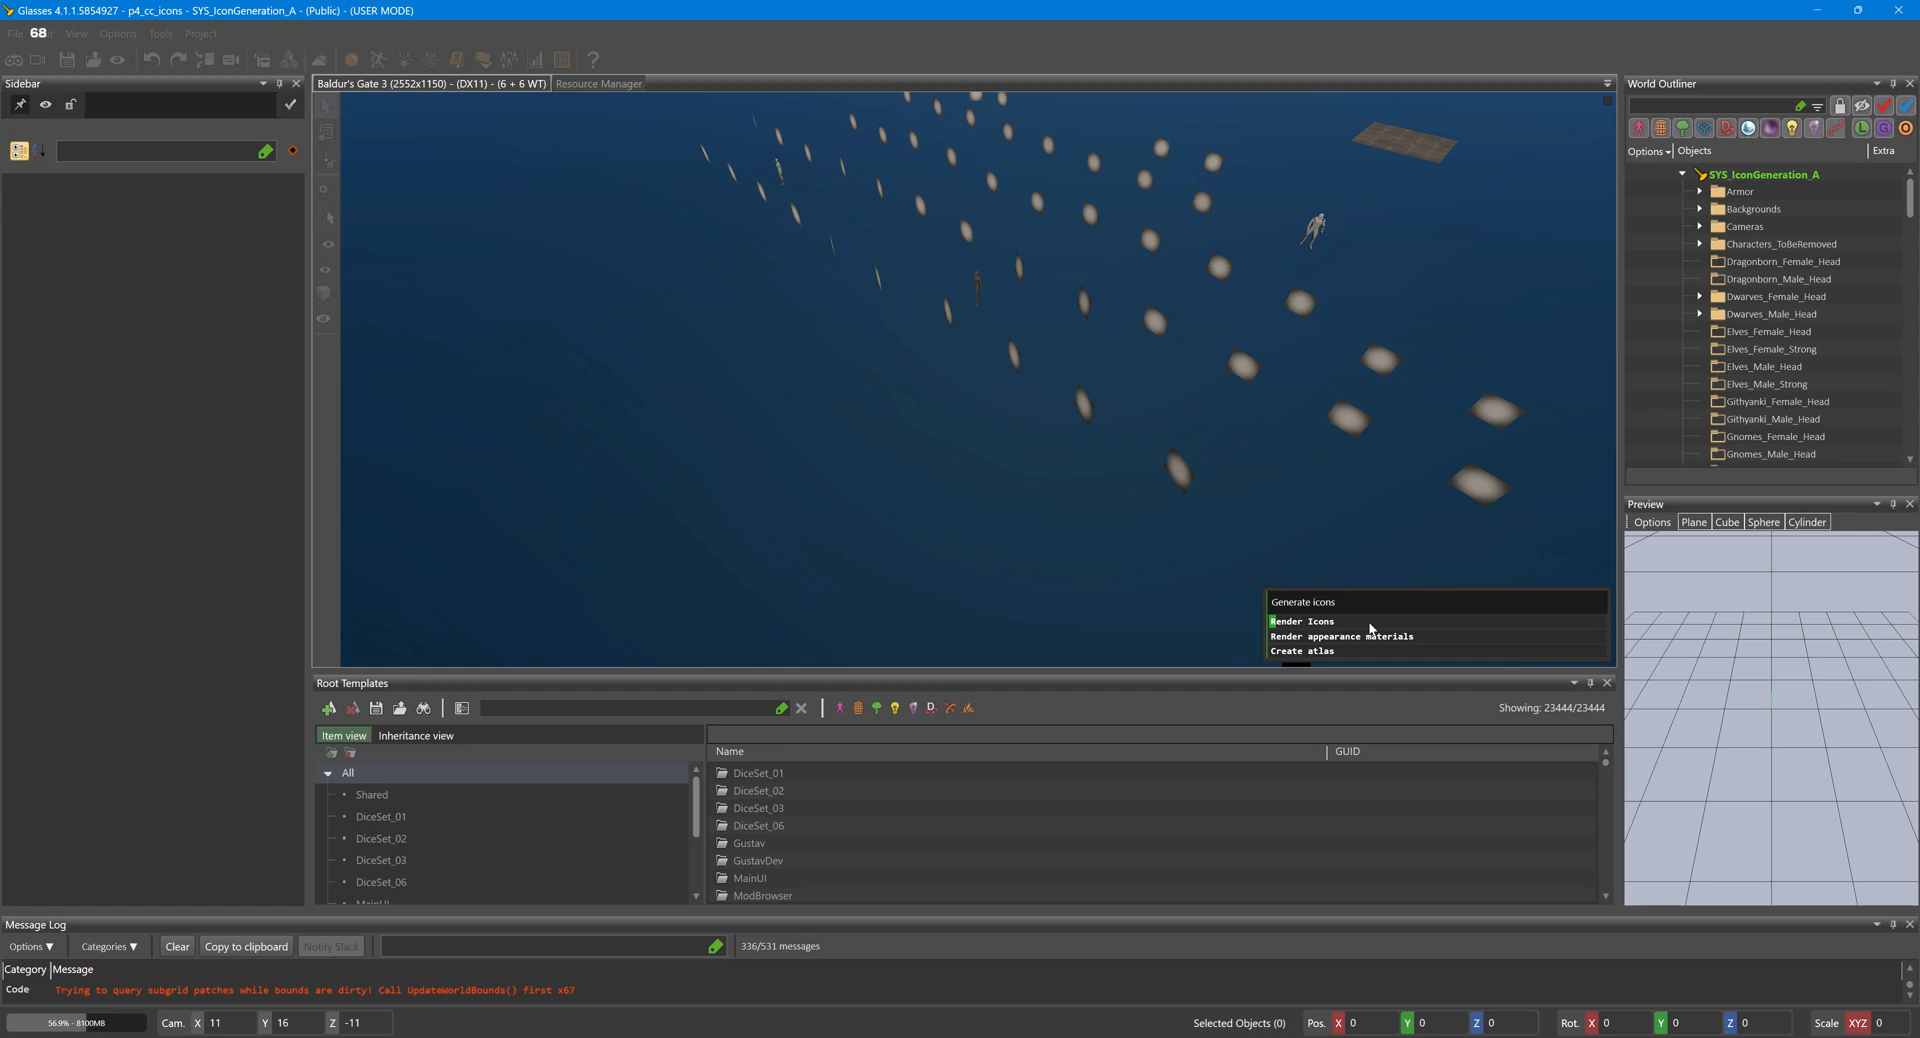 Glasses 4.1.1.5854927 - p4_cc_icons - SYS_IconGeneration_A - (Public) - (USER MODE)
File 68 View Options Tools Project
Sidebar
Baldur's Gate 3 (2552x1150) - (DX11) - (6 + 6 WT) Resource Manager
World Outliner
Options Objects Extra
SYS_IconGeneration_A
Armor
Backgrounds
Cameras
Characters_ToBeRemoved
Dragonborn_Female_Head
Dragonborn_Male_Head
Dwarves_Female_Head
Dwarves_Male_Head
Elves_Female_Head
Elves_Female_Strong
Elves_Male_Head
Elves_Male_Strong
Githyanki_Female_Head
Githyanki_Male_Head
Gnomes_Female_Head
Gnomes_Male_Head
Preview
Options Plane Cube Sphere Cylinder
Generate icons
Render Icons
Render appearance materials
Create atlas
Root Templates
Showing: 23444/23444
Item view Inheritance view
Name GUID
All
Shared
DiceSet_01
DiceSet_02
DiceSet_03
DiceSet_06
MainUI
DiceSet_01
DiceSet_02
DiceSet_03
DiceSet_06
Gustav
GustavDev
MainUI
ModBrowser
Message Log
Options Categories Clear Copy to clipboard Notify Slack 336/531 messages
Category Message
Code Trying to query subgrid patches while bounds are dirty! Call UpdateWorldBounds() first x67
56.9% - 8100MB Cam. X 11 Y 16 Z -11 Selected Objects (0) Pos. X 0 Y 0 Z 0 Rot. X 0 Y 0 Z 0 Scale XYZ 0